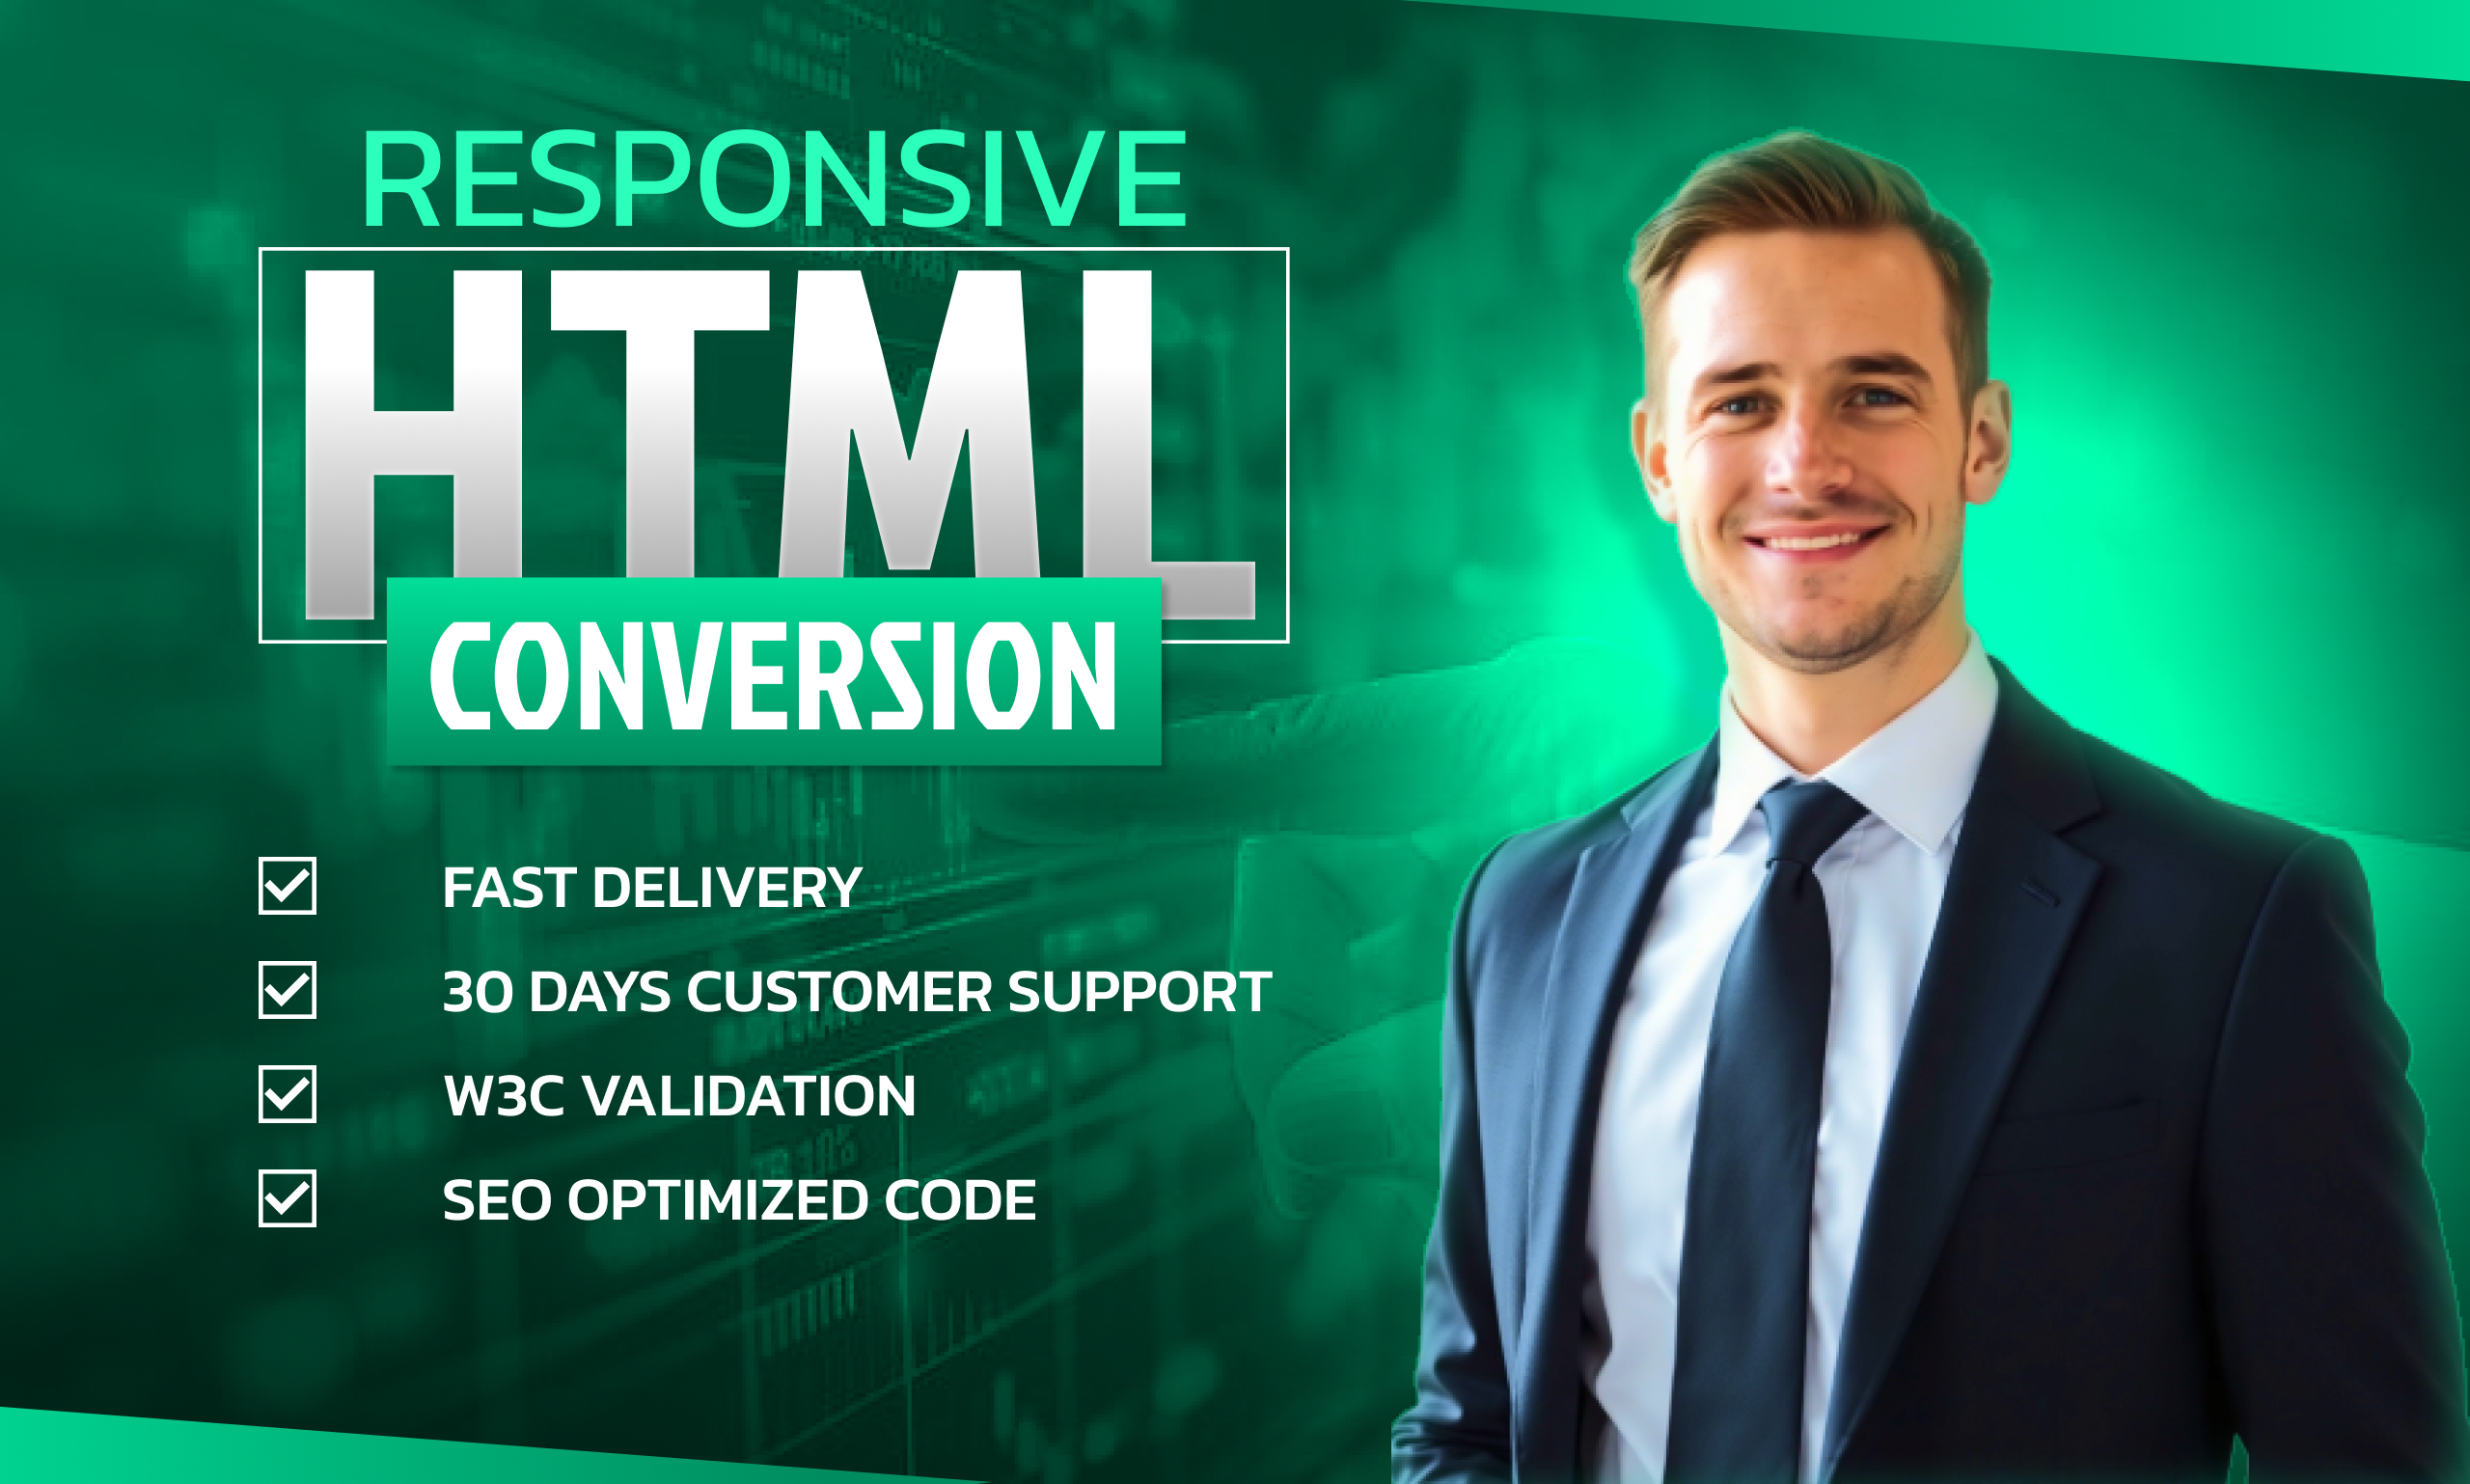 RESPONSIVE
HTML
CONVERSION
FAST DELIVERY
30 DAYS CUSTOMER SUPPORT
W3C VALIDATION
SEO OPTIMIZED CODE